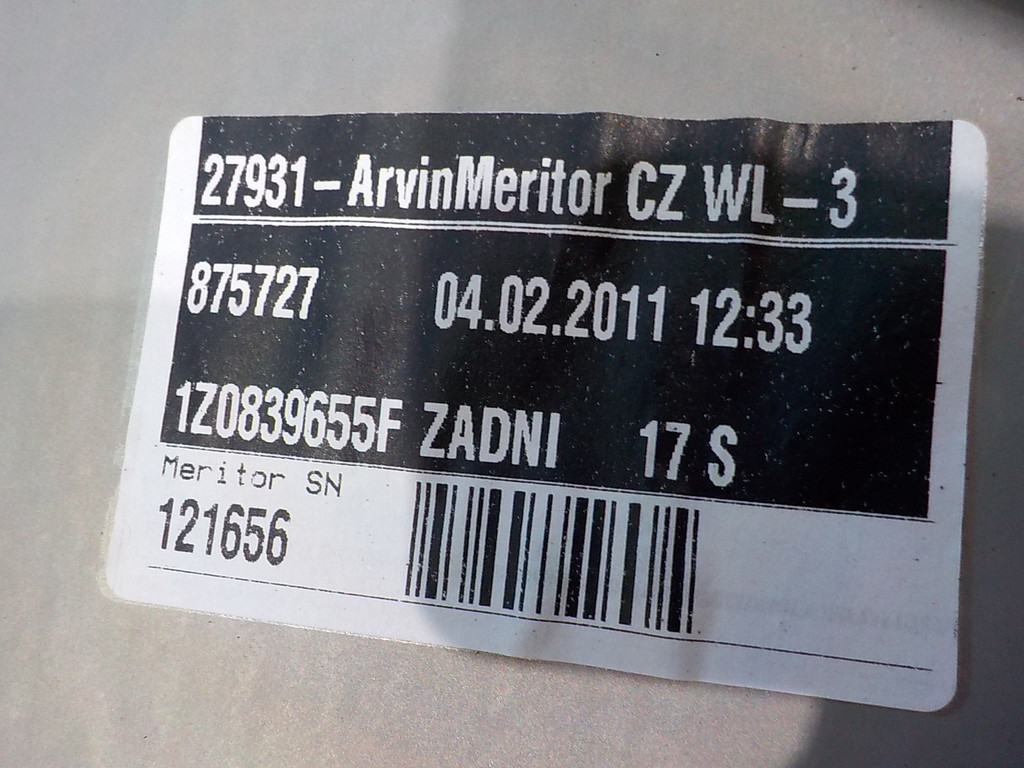 27931 – ArvinMeritor CZ WL – 3
875727 04.02.2011 12:33
1Z0839655F ZADNI 17 S
Meritor SN
121656